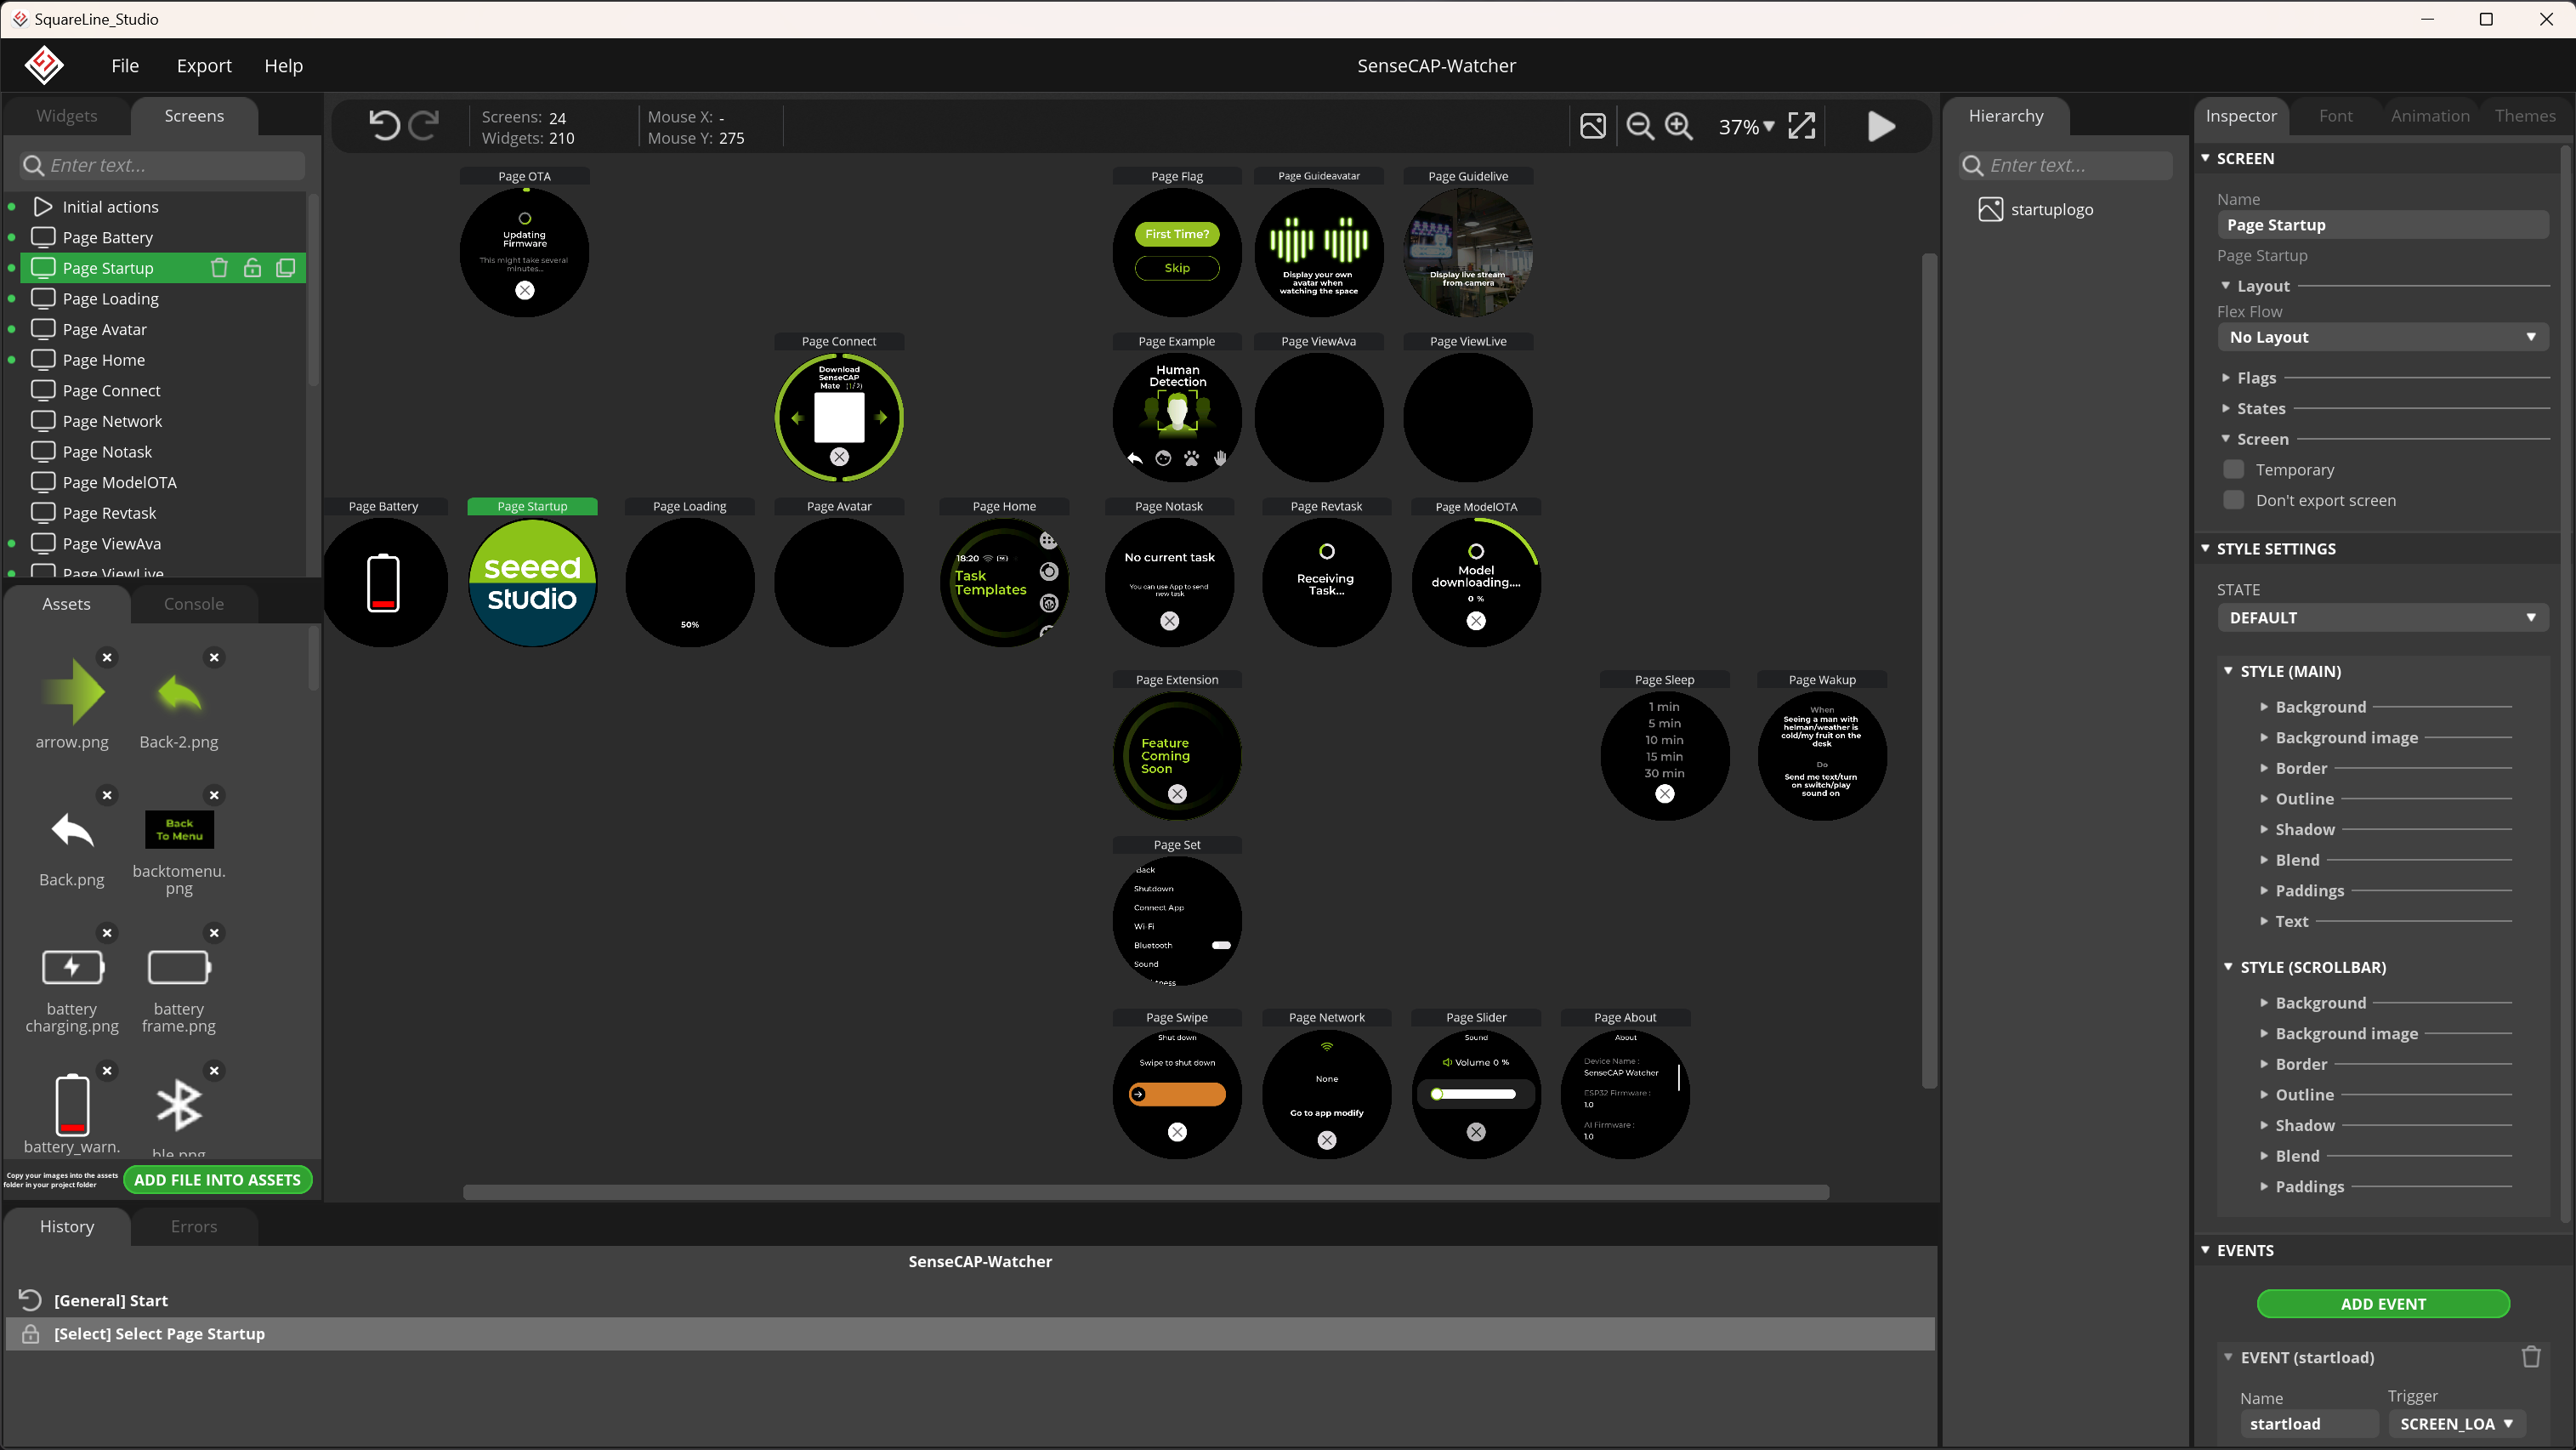 SquareLine_Studio
File
Export
Help
SenseCAP-Watcher
Widgets
Screens
Enter text...
Initial actions
Page Battery
Page Startup
Page Loading
Page Avatar
Page Home
Page Connect
Page Network
Page Notask
Page ModelOTA
Page Revtask
Page ViewAva
Page ViewLive
Assets
Console
arrow.png
Back-2.png
Back.png
Back
To Menu
backtomenu.
png
battery
charging.png
battery
frame.png
battery_warn.
ble.png
Copy your images into the assets
folder in your project folder
ADD FILE INTO ASSETS
Screens: 24
Widgets: 210
Mouse X: -
Mouse Y: 275
37%
Page OTA
Updating
Firmware
This might take several
minutes...
Page Flag
First Time?
Skip
Page Guideavatar
Display your own
avatar when
watching the space
Page Guidelive
Display live stream
from camera
Page Connect
Download
SenseCAP
Mate (1/2)
Page Example
Human
Detection
Page ViewAva
Page ViewLive
Page Battery
Page Startup
seeed
studio
Page Loading
50%
Page Avatar
Page Home
18:20
Task
Templates
Page Notask
No current task
You can use App to send
new task
Page Revtask
Receiving
Task...
Page ModelOTA
Model
downloading....
0 %
Page Extension
Feature
Coming
Soon
Page Sleep
1 min
5 min
10 min
15 min
30 min
Page Wakup
When
Seeing a man with
helman/weather is
cold/my fruit on the
desk
Do
Send me text/turn
on switch/play
sound on
Page Set
Back
Shutdown
Connect App
Wi-Fi
Bluetooth
Sound
Page Swipe
Shut down
Swipe to shut down
Page Network
None
Go to app modify
Page Slider
Sound
Volume 0 %
Page About
About
Device Name :
SenseCAP Watcher
ESP32 Firmware :
1.0
AI Firmware :
1.0
History
Errors
SenseCAP-Watcher
[General] Start
[Select] Select Page Startup
Hierarchy
Enter text...
startuplogo
Inspector
Font
Animation
Themes
SCREEN
Name
Page Startup
Page Startup
Layout
Flex Flow
No Layout
Flags
States
Screen
Temporary
Don't export screen
STYLE SETTINGS
STATE
DEFAULT
STYLE (MAIN)
Background
Background image
Border
Outline
Shadow
Blend
Paddings
Text
STYLE (SCROLLBAR)
Background
Background image
Border
Outline
Shadow
Blend
Paddings
EVENTS
ADD EVENT
EVENT (startload)
Name
Trigger
startload
SCREEN_LOA